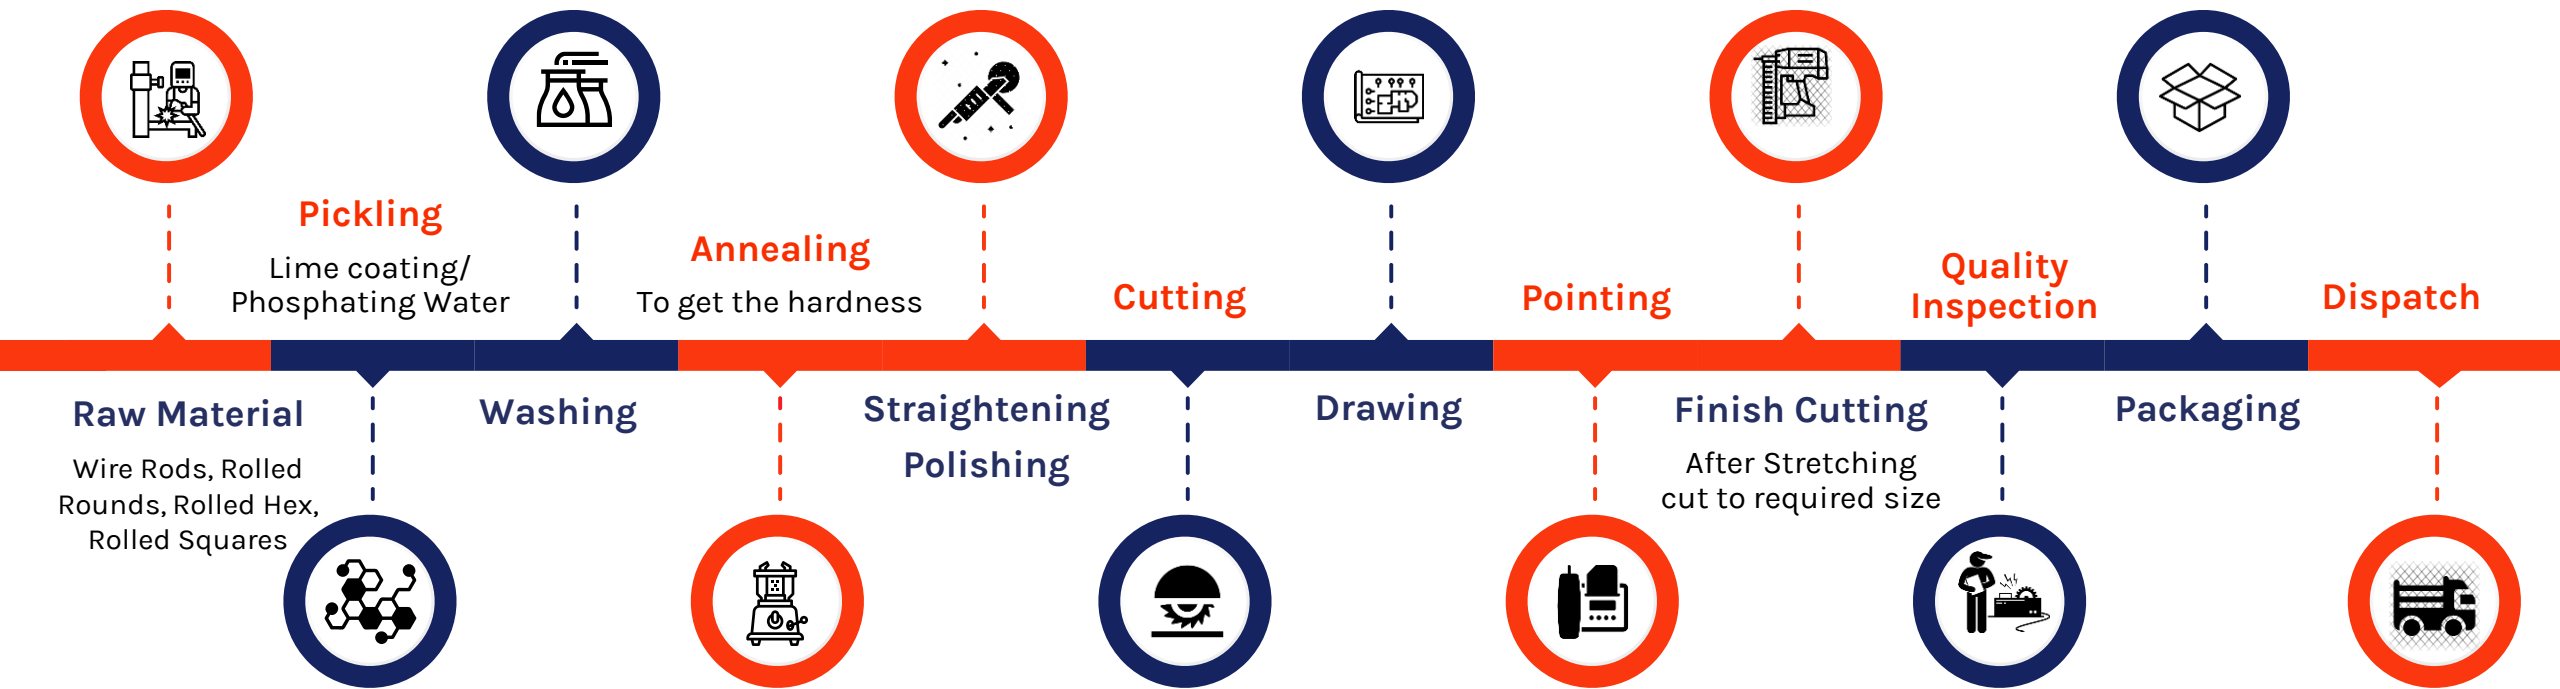 Raw Material
Wire Rods, Rolled
Rounds, Rolled Hex,
Rolled Squares
Pickling
Lime coating/
Phosphating Water
Washing
Annealing
To get the hardness
Straightening
Polishing
Cutting
Drawing
Pointing
Finish Cutting
After Stretching
cut to required size
Quality
Inspection
Packaging
Dispatch